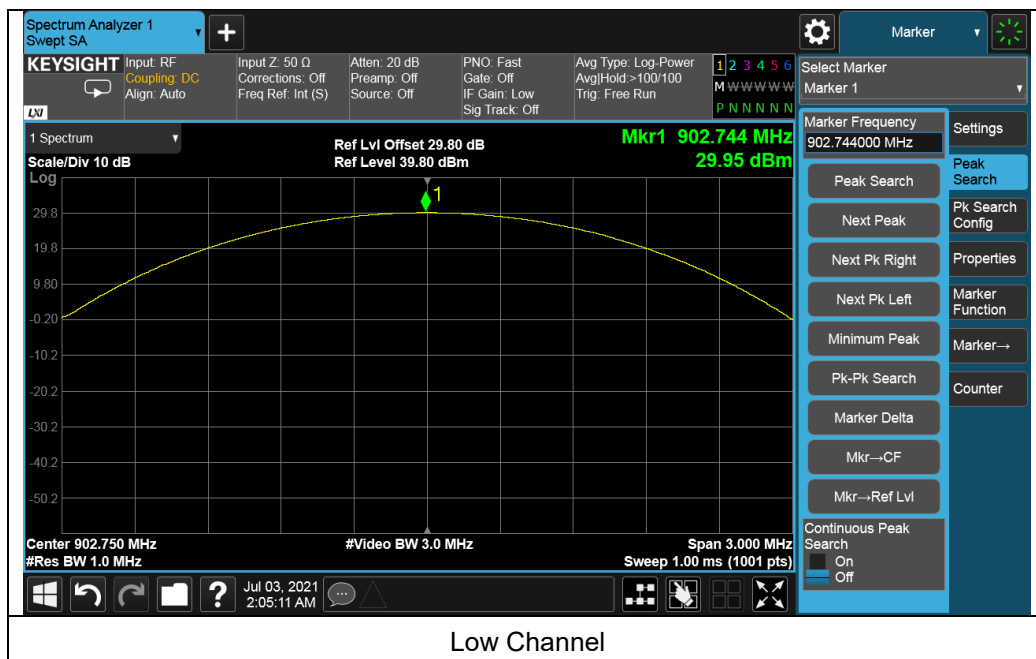 Spectrum Analyzer 1
Swept SA
+
Marker
KEYSIGHT
LXI
Input: RF
Coupling: DC
Align: Auto
Input Z: 50 Ω
Corrections: Off
Freq Ref: Int (S)
Atten: 20 dB
Preamp: Off
Source: Off
PNO: Fast
Gate: Off
IF Gain: Low
Sig Track: Off
Avg Type: Log-Power
Avg|Hold:>100/100
Trig: Free Run
1 2 3 4 5 6
M W W W W W
P N N N N N
Select Marker
Marker 1
1 Spectrum
Scale/Div 10 dB
Log
Ref Lvl Offset 29.80 dB
Ref Level 39.80 dBm
Mkr1 902.744 MHz
29.95 dBm
1
29.8
19.8
9.80
-0.20
-10.2
-20.2
-30.2
-40.2
-50.2
Center 902.750 MHz
#Res BW 1.0 MHz
#Video BW 3.0 MHz
Span 3.000 MHz
Sweep 1.00 ms (1001 pts)
Marker Frequency
902.744000 MHz
Peak Search
Next Peak
Next Pk Right
Next Pk Left
Minimum Peak
Pk-Pk Search
Marker Delta
Mkr→CF
Mkr→Ref Lvl
Continuous Peak
Search
On
Off
Settings
Peak
Search
Pk Search
Config
Properties
Marker
Function
Marker→
Counter
?
Jul 03, 2021
2:05:11 AM
Low Channel